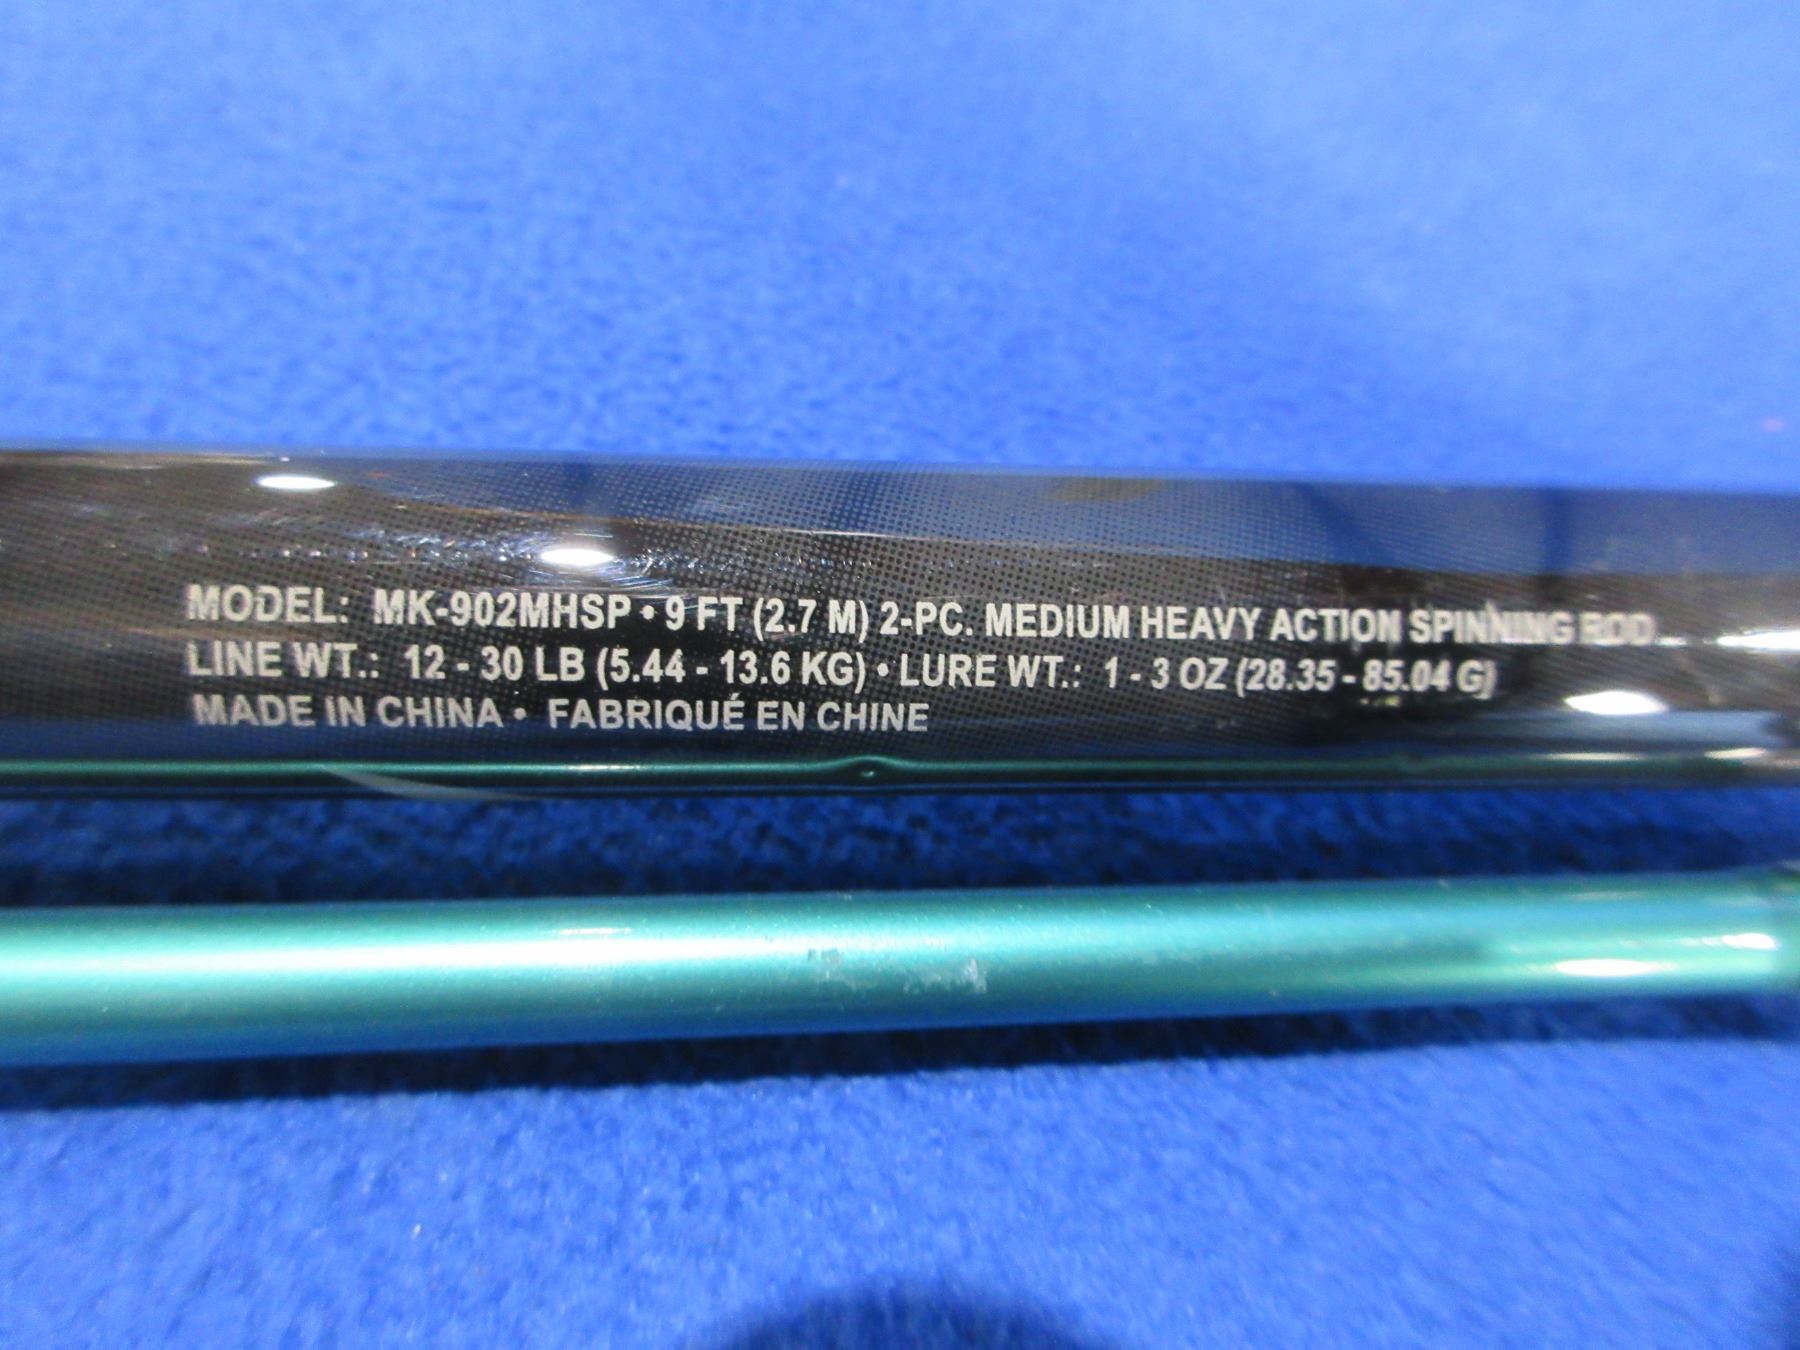 MODEL: MK-902MHSP • 9 FT (2.7 M) 2-PC. MEDIUM HEAVY ACTION SPINNING ROD
LINE WT.: 12 - 30 LB (5.44 - 13.6 KG) • LURE WT.: 1 - 3 OZ (28.35 - 85.04 G)
MADE IN CHINA • FABRIQUÉ EN CHINE